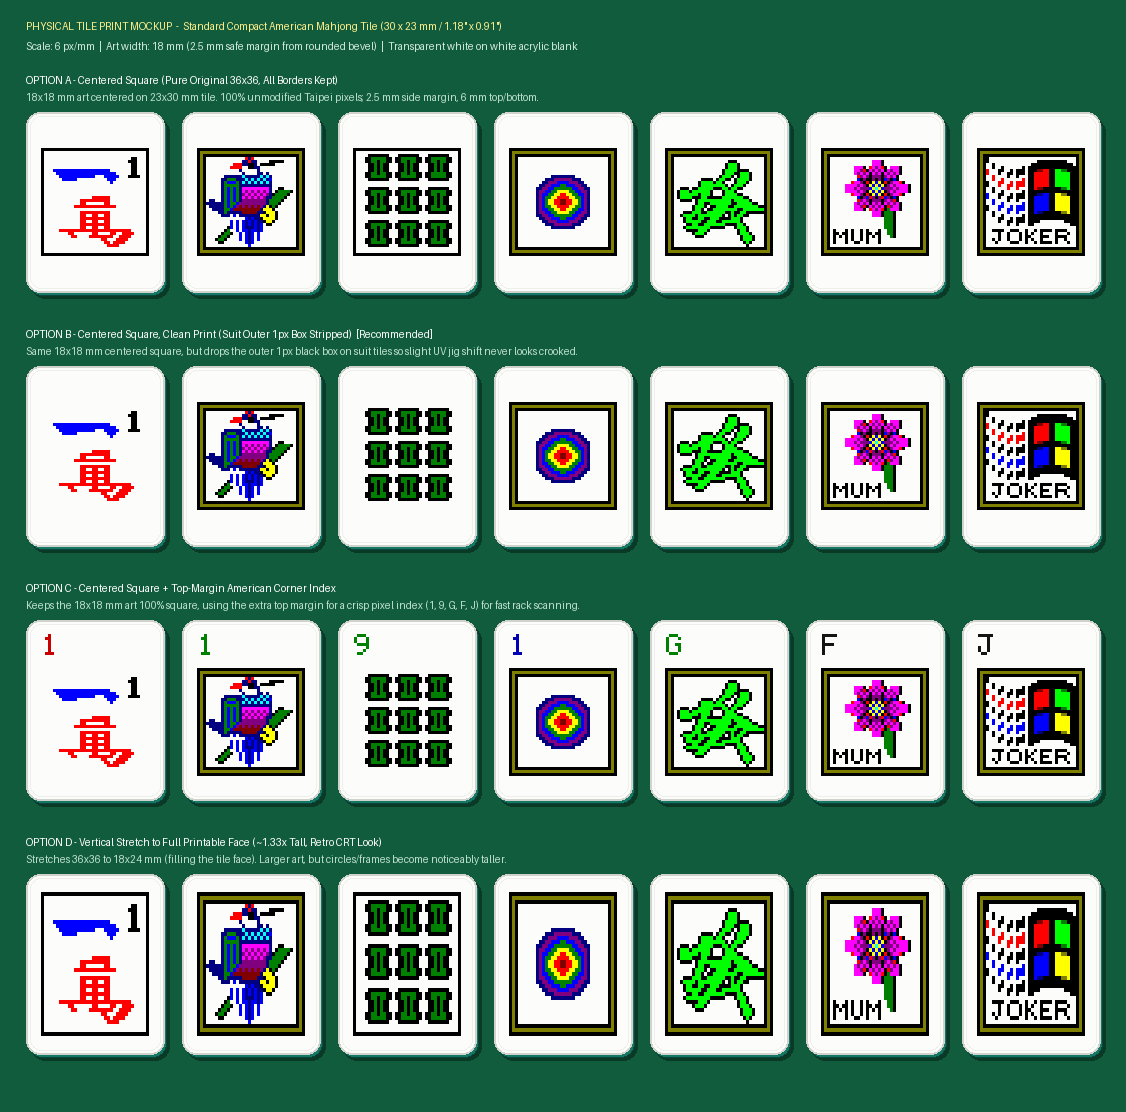 PHYSICAL TILE PRINT MOCKUP - Standard Compact American Mahjong Tile (30 x 23 mm / 1.18" x 0.91")
Scale: 6 px/mm | Art width: 18 mm (2.5 mm safe margin from rounded bevel) | Transparent white on white acrylic blank
OPTION A - Centered Square (Pure Original 36x36, All Borders Kept)
18x18 mm art centered on 23x30 mm tile. 100% unmodified Taipei pixels; 2.5 mm side margin, 6 mm top/bottom.
1
萬
MUM
JOKER
OPTION B - Centered Square, Clean Print (Suit Outer 1px Box Stripped) [Recommended]
Same 18x18 mm centered square, but drops the outer 1px black box on suit tiles so slight UV jig shift never looks crooked.
1
萬
MUM
JOKER
OPTION C - Centered Square + Top-Margin American Corner Index
Keeps the 18x18 mm art 100% square, using the extra top margin for a crisp pixel index (1, 9, G, F, J) for fast rack scanning.
1 1 9 1 G F J
1
萬
MUM
JOKER
OPTION D - Vertical Stretch to Full Printable Face (~1.33x Tall, Retro CRT Look)
Stretches 36x36 to 18x24 mm (filling the tile face). Larger art, but circles/frames become noticeably taller.
1
萬
MUM
JOKER